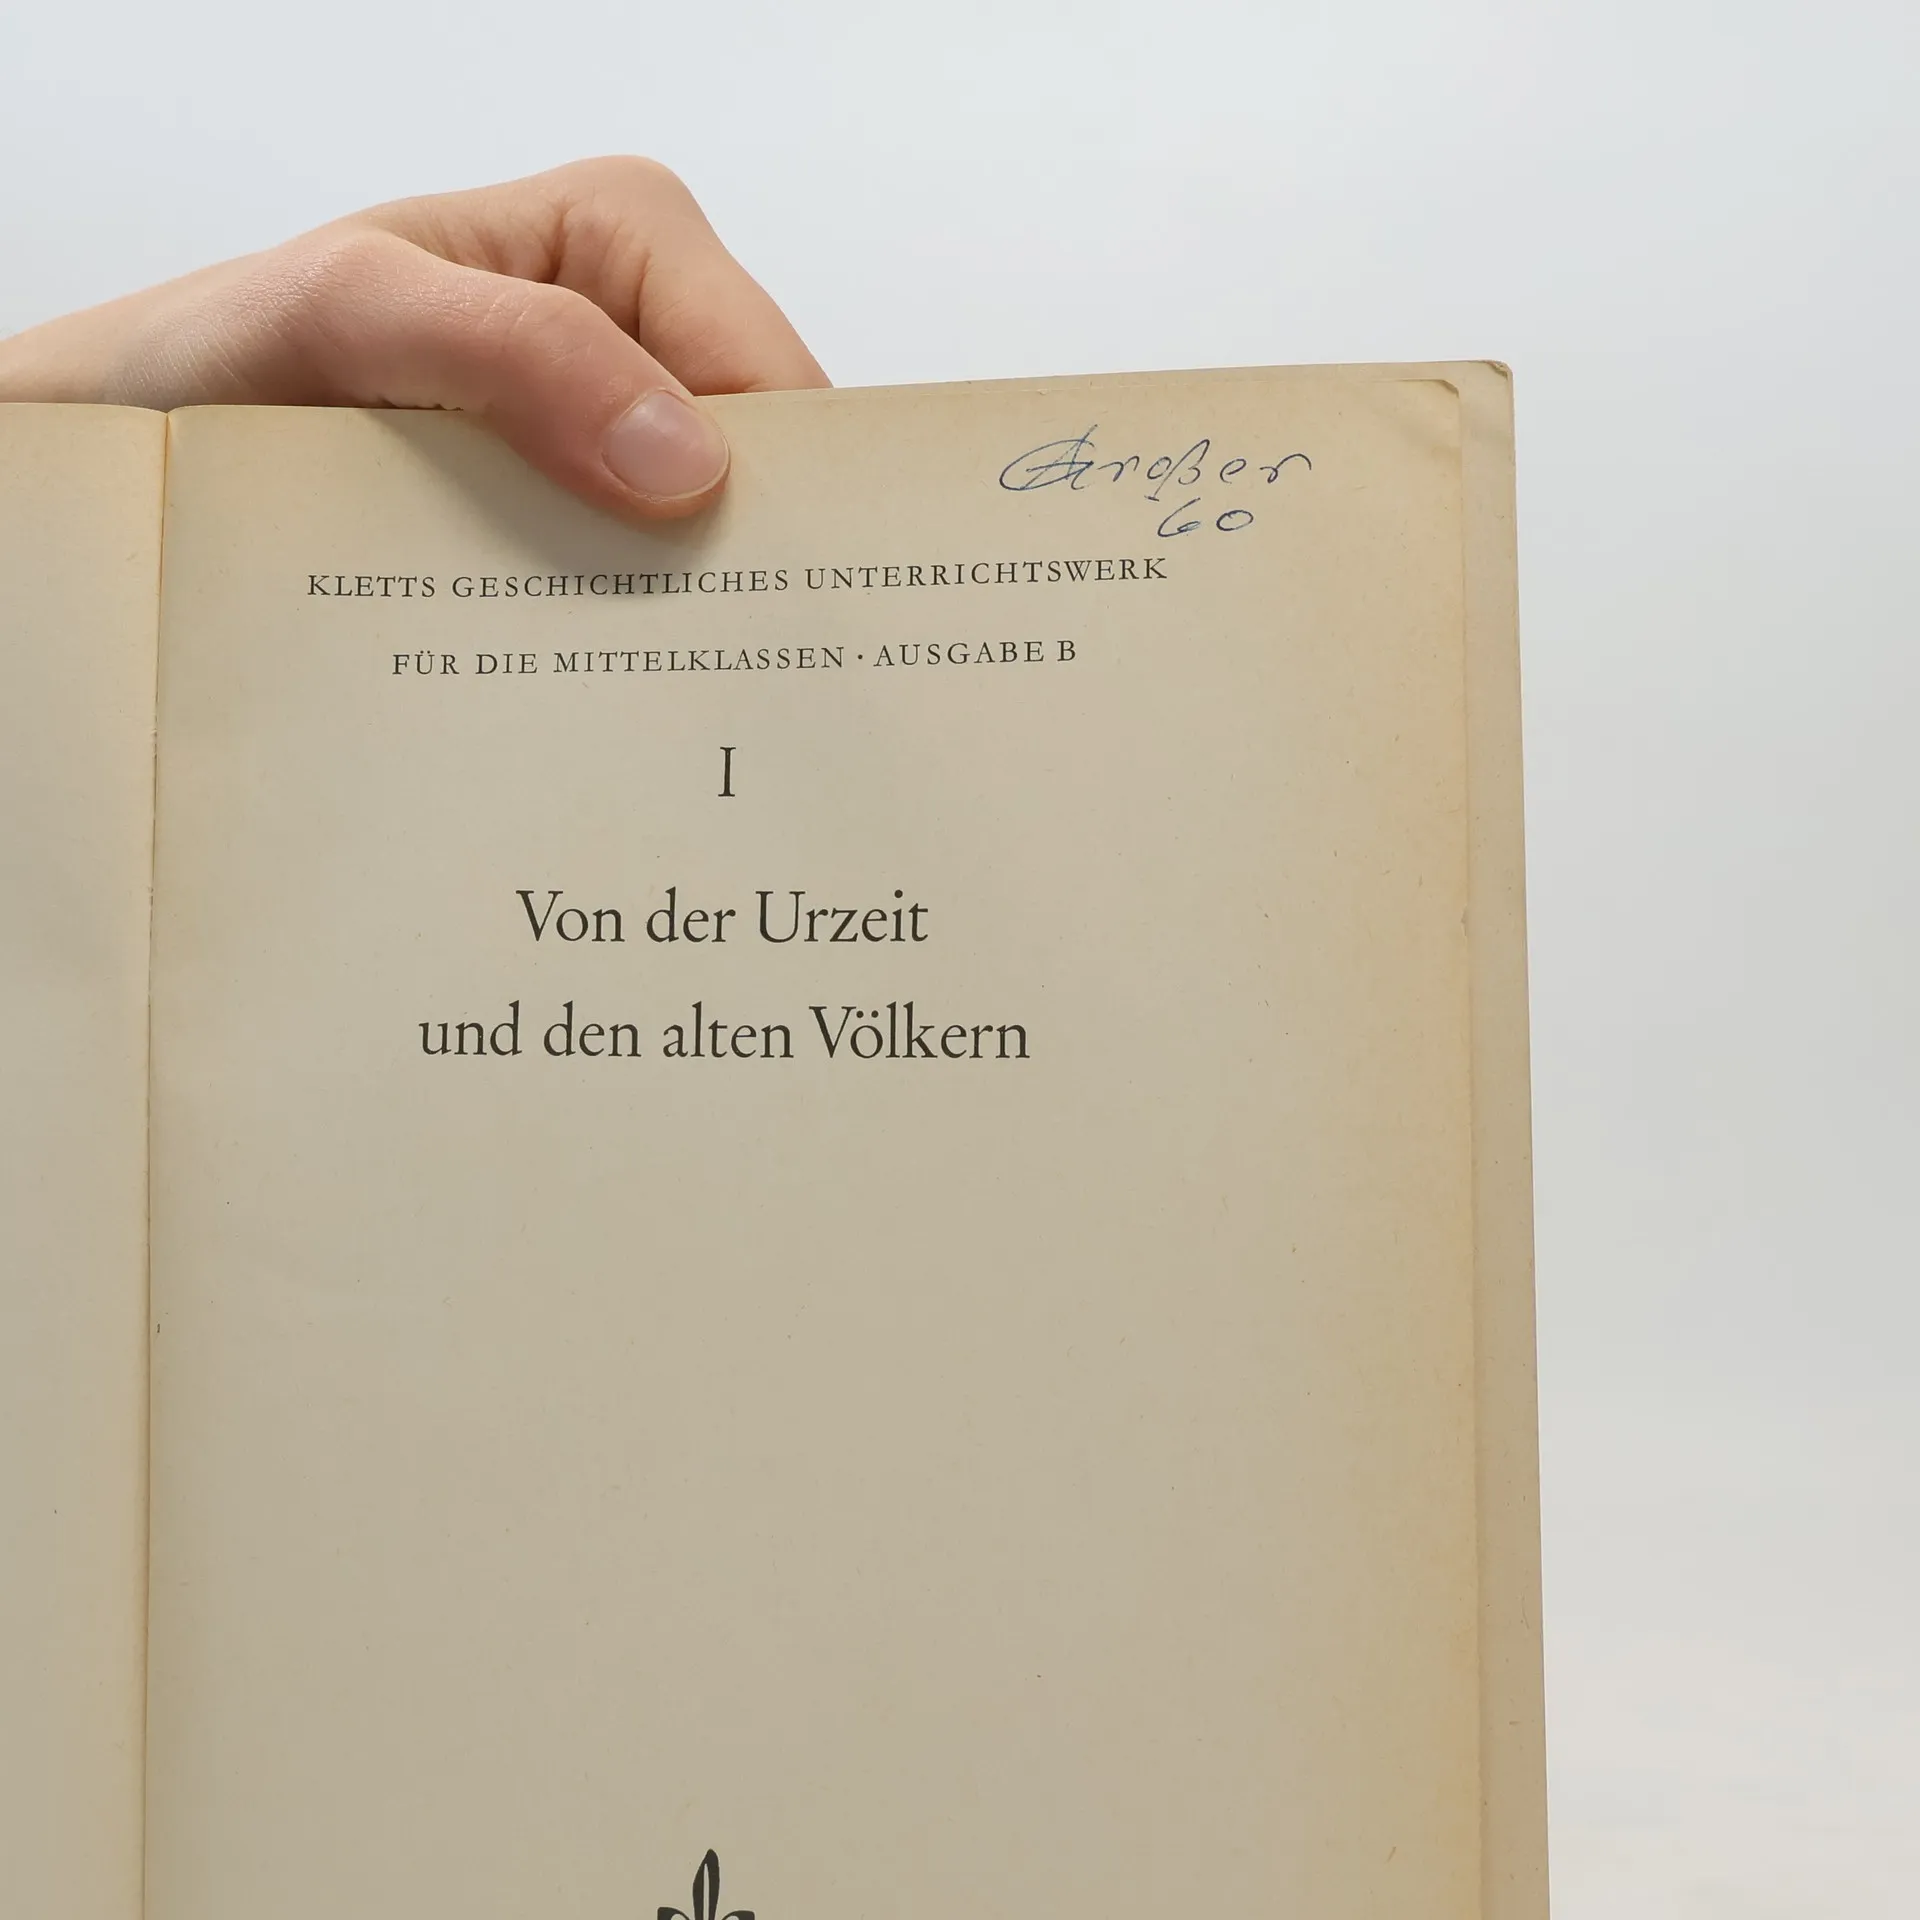 Großer
60
KLETTS GESCHICHTLICHES UNTERRICHTSWERK
FÜR DIE MITTELKLASSEN · AUSGABE B
I
Von der Urzeit
und den alten Völkern